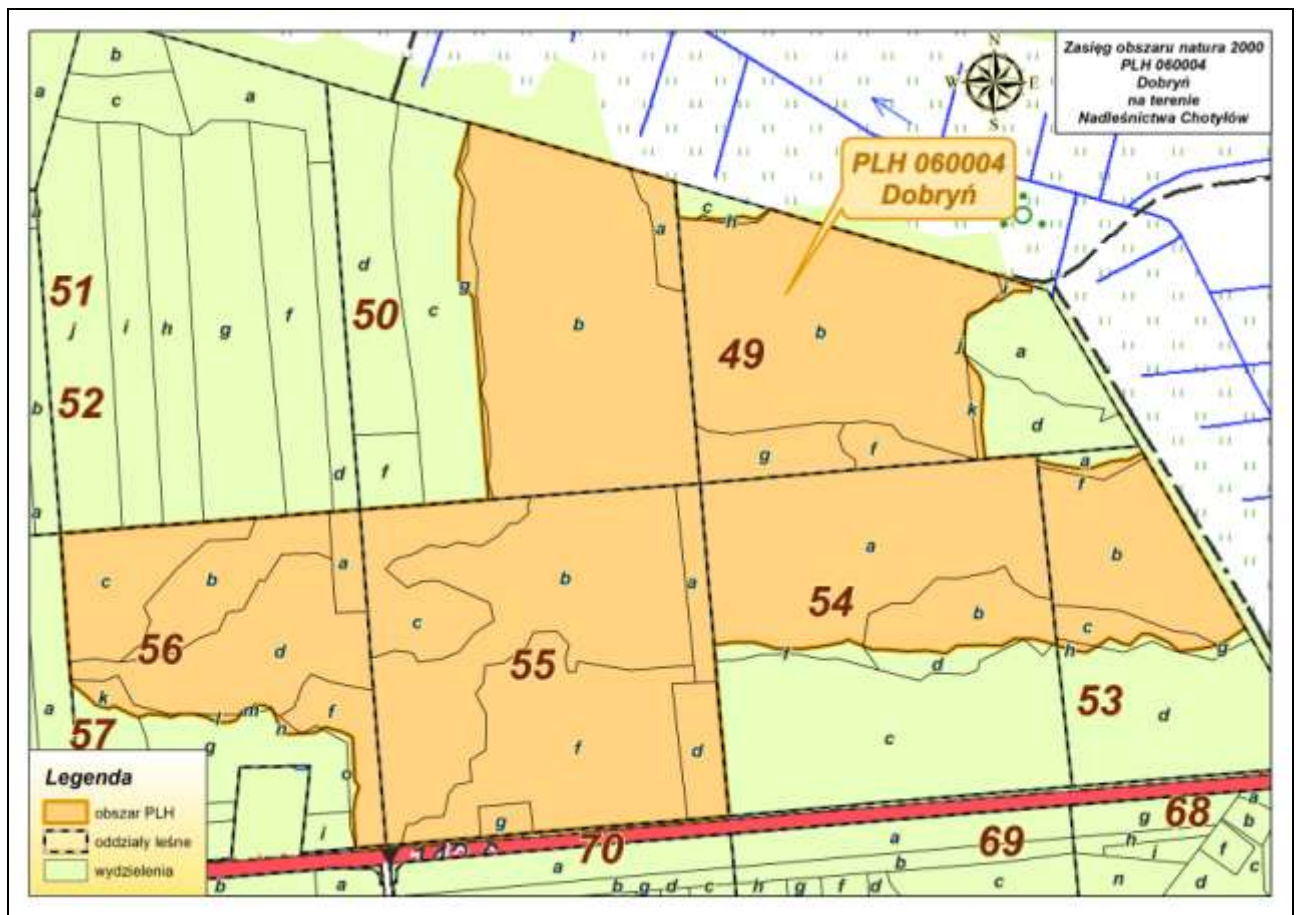 Zasięg obszaru natura 2000
PLH 060004
Dobryń
na terenie
Nadleśnictwa Chotyłów
N
W E
S
PLH 060004
Dobryń
b
a
c
a
a
j
i
h
g
f
d
b
a
51
52
50
d
c
f
g
b
a
c
h
49
b
g
f
j
k
a
d
56
c
b
a
d
k
l
m
n
f
o
g
i
a
57
55
b
c
a
f
d
g
54
a
b
f
d
c
53
a
f
b
c
h
g
d
70
69
68
b
a
a
b
g
d
c
h
g
f
d
a
b
c
g
h
i
n
d
f
a
b
c
Legenda
obszar PLH
oddziały leśne
wydzielenia